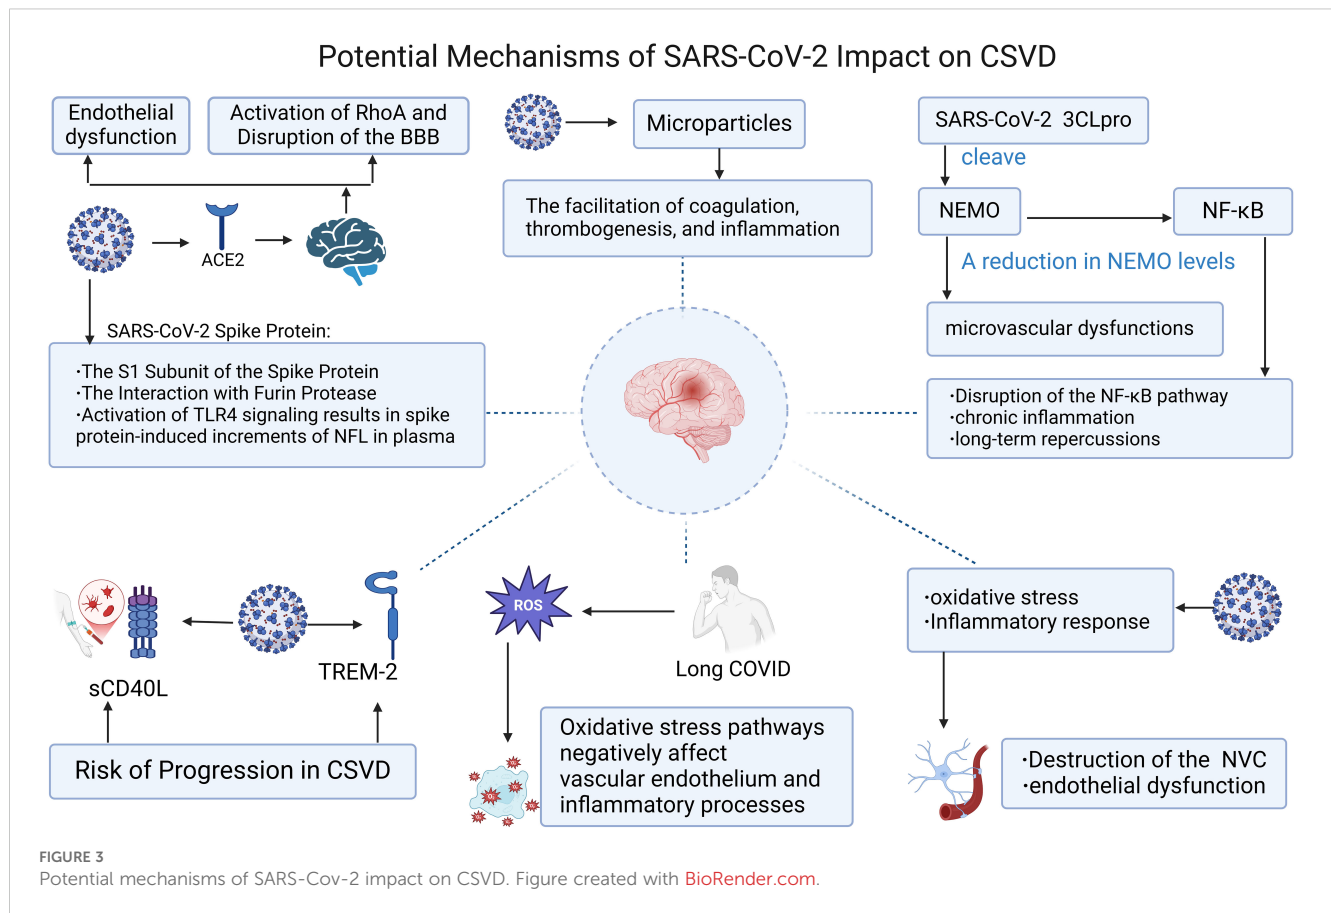 Potential Mechanisms of SARS-CoV-2 Impact on CSVD
Endothelial
dysfunction
Activation of RhoA and
Disruption of the BBB
ACE2
SARS-CoV-2 Spike Protein:
·The S1 Subunit of the Spike Protein
·The Interaction with Furin Protease
·Activation of TLR4 signaling results in spike
protein-induced increments of NFL in plasma
Microparticles
The facilitation of coagulation,
thrombogenesis, and inflammation
SARS-CoV-2 3CLpro
cleave
NEMO
NF-κB
A reduction in NEMO levels
microvascular dysfunctions
·Disruption of the NF-κB pathway
·chronic inflammation
·long-term repercussions
sCD40L
TREM-2
Risk of Progression in CSVD
ROS
Long COVID
Oxidative stress pathways
negatively affect
vascular endothelium and
inflammatory processes
·oxidative stress
·Inflammatory response
·Destruction of the NVC
·endothelial dysfunction
FIGURE 3
Potential mechanisms of SARS-Cov-2 impact on CSVD. Figure created with BioRender.com.